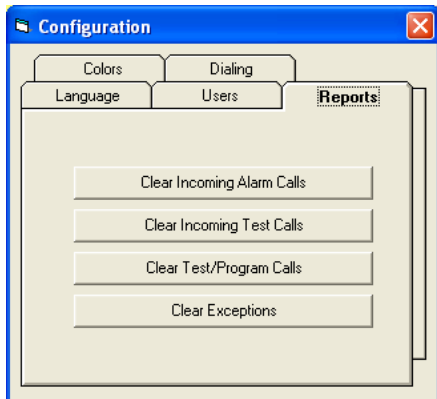 Configuration
Colors Dialing
Language Users Reports
Clear Incoming Alarm Calls
Clear Incoming Test Calls
Clear Test/Program Calls
Clear Exceptions